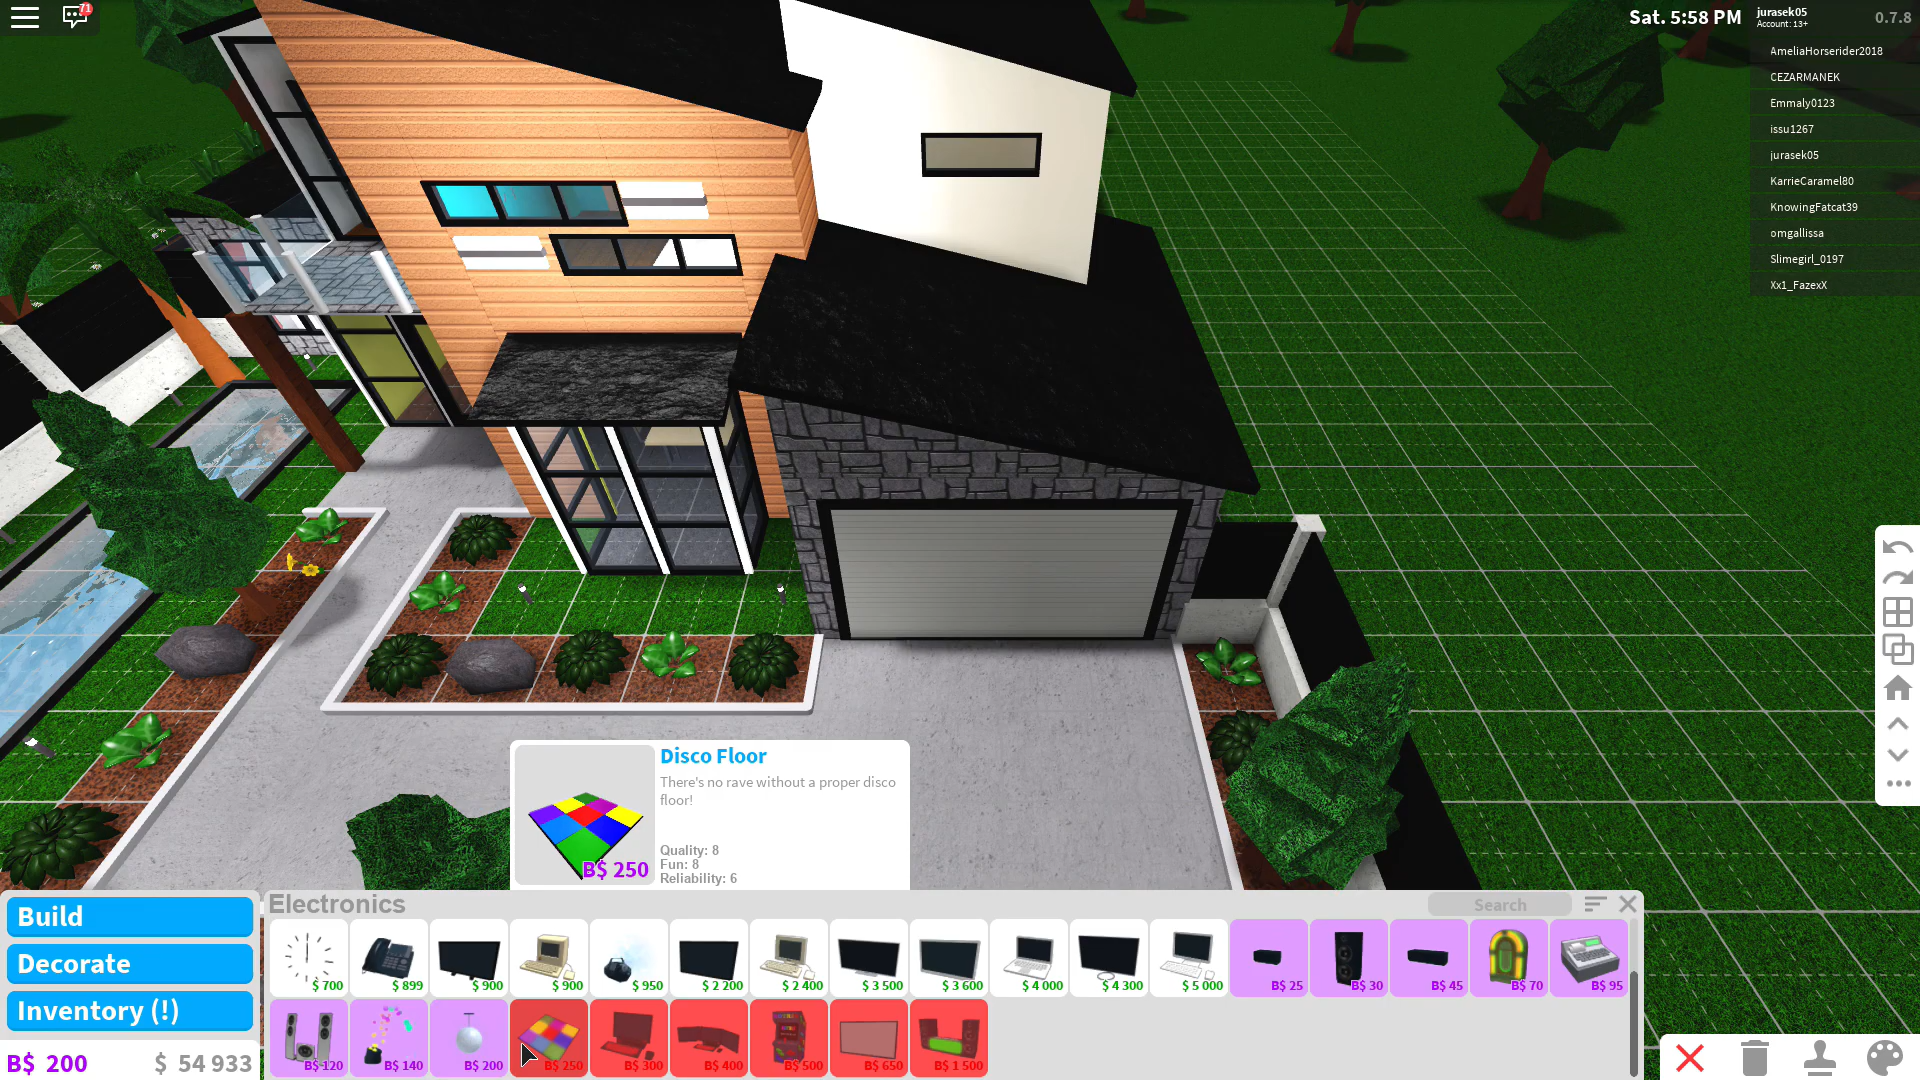 71
Sat. 5:58 PM
jurasek05
Account: 13+
0.7.8
AmeliaHorserider2018
CEZARMANEK
Emmaly0123
issu1267
jurasek05
KarrieCaramel80
KnowingFatcat39
omgallissa
Slimegirl_0197
Xx1_FazexX
Disco Floor
There's no rave without a proper disco
floor!
B$ 250
Quality: 8
Fun: 8
Reliability: 6
Build
Decorate
Inventory (!)
B$ 200
$ 54 933
Electronics
Search
$ 700
$ 899
$ 900
$ 900
$ 950
$ 2 200
$ 2 400
$ 3 500
$ 3 600
$ 4 000
$ 4 300
$ 5 000
B$ 25
B$ 30
B$ 45
B$ 70
B$ 95
B$ 120
B$ 140
B$ 200
B$ 250
B$ 300
B$ 400
B$ 500
B$ 650
B$ 1 500